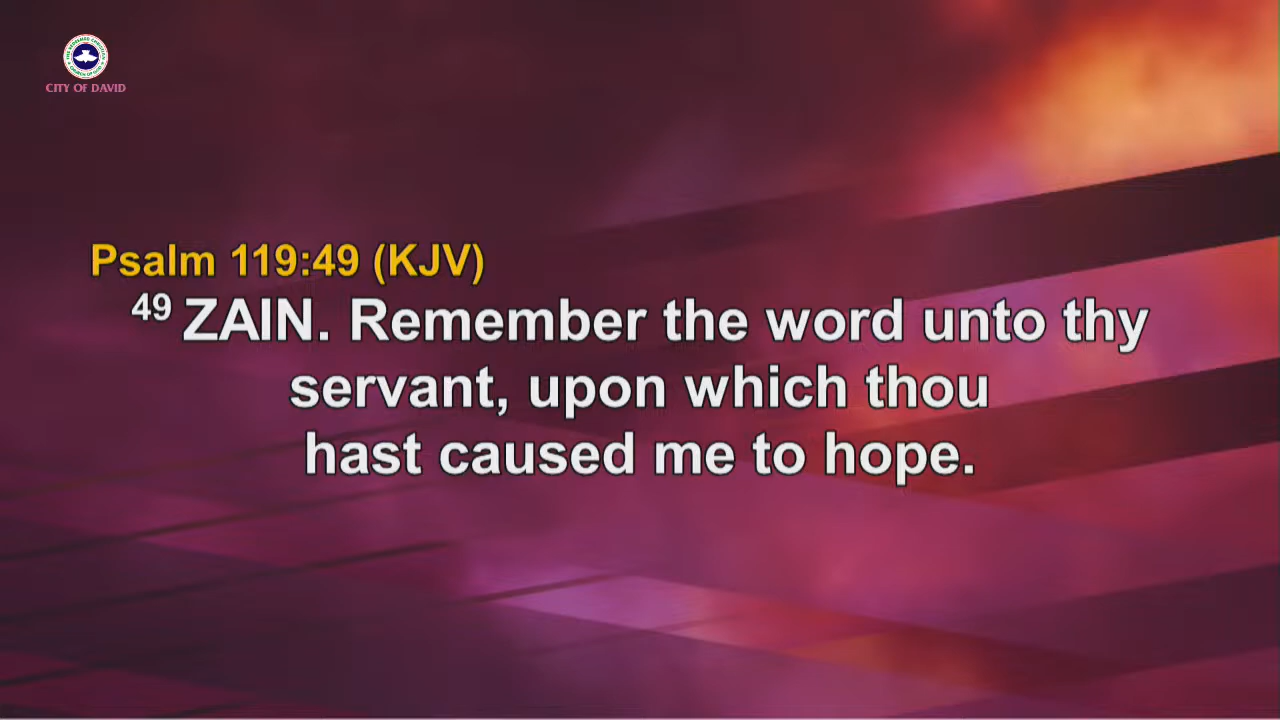 CITY OF DAVID
Psalm 119:49 (KJV)
49 ZAIN. Remember the word unto thy
servant, upon which thou
hast caused me to hope.